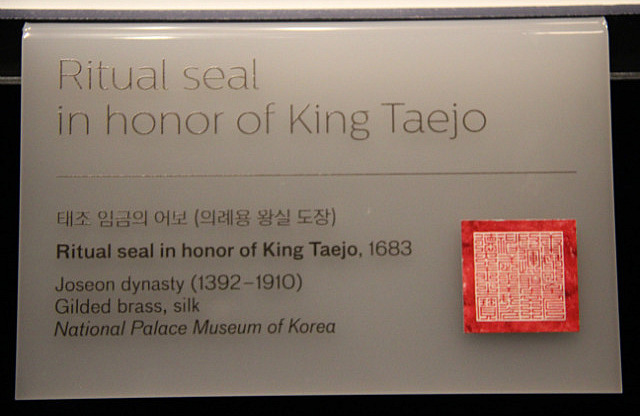 Ritual seal
in honor of King Taejo
태조 임금의 어보 (의례용 왕실 도장)
Ritual seal in honor of King Taejo, 1683
Joseon dynasty (1392–1910)
Gilded brass, silk
National Palace Museum of Korea